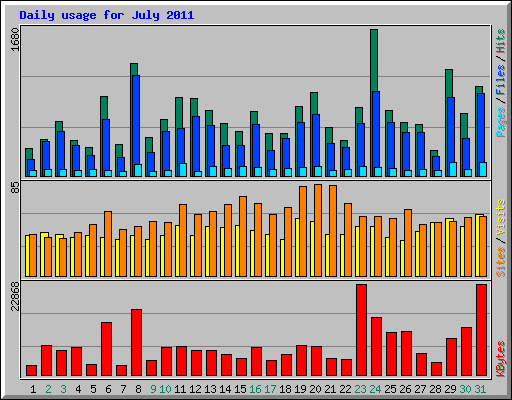 Daily usage for July 2011
1680
Pages / Files / Hits
85
Sites / Visits
22868
KBytes
1 2 3 4 5 6 7 8 9 10 11 12 13 14 15 16 17 18 19 20 21 22 23 24 25 26 27 28 29 30 31